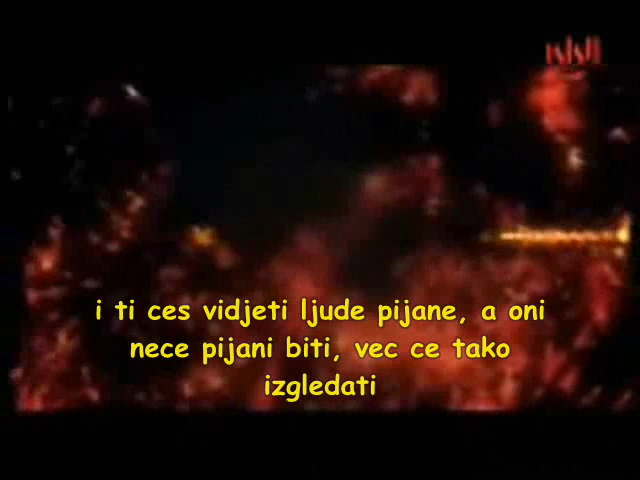 i ti ces vidjeti ljude pijane, a oni
nece pijani biti, vec ce tako
izgledati